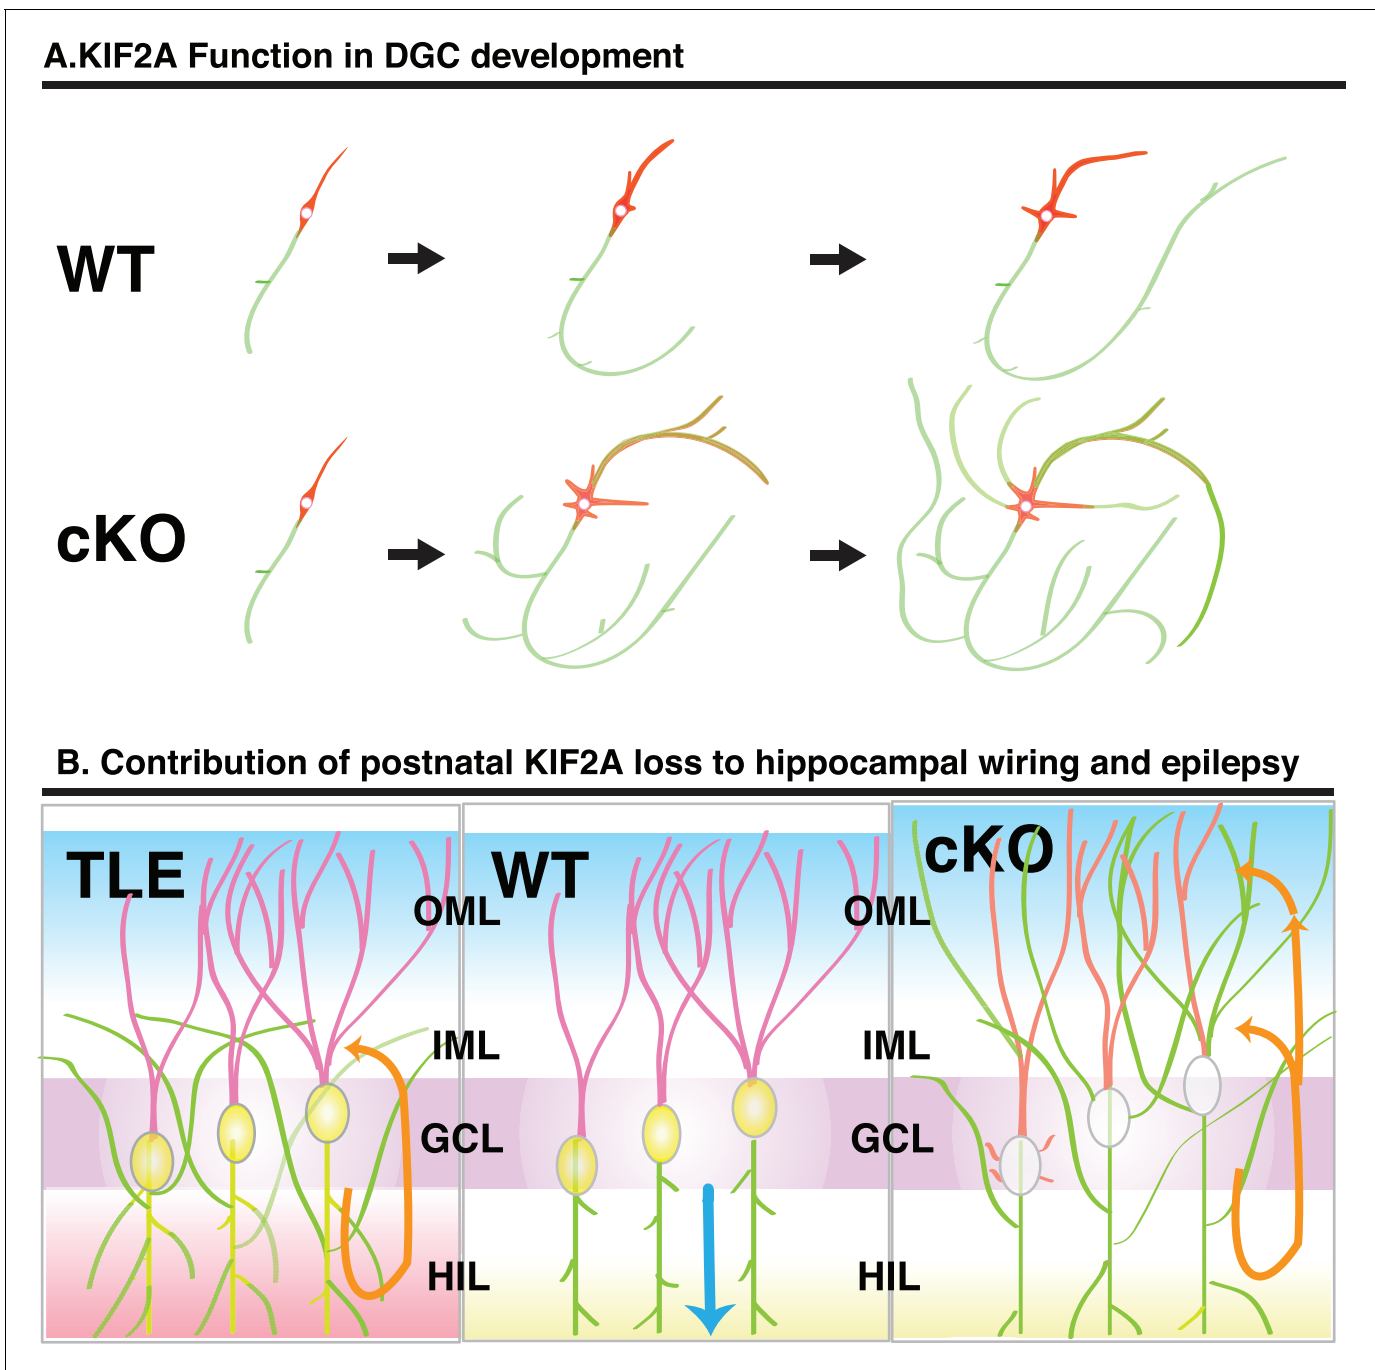 A.KIF2A Function in DGC development
WT
cKO
B. Contribution of postnatal KIF2A loss to hippocampal wiring and epilepsy
TLE
WT
cKO
OML
OML
IML
IML
GCL
GCL
HIL
HIL